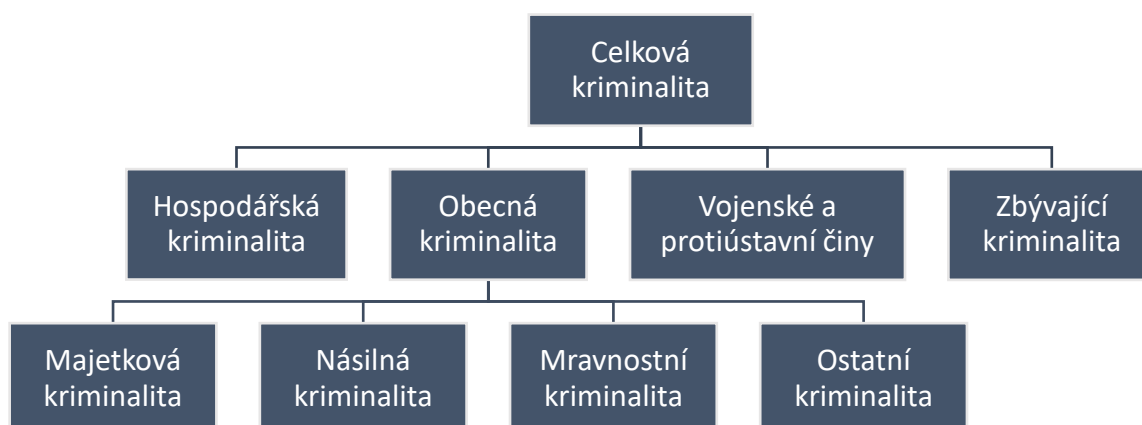 Celková
kriminalita
Hospodářská
kriminalita
Obecná
kriminalita
Vojenské a
protiústavní činy
Zbývající
kriminalita
Majetková
kriminalita
Násilná
kriminalita
Mravnostní
kriminalita
Ostatní
kriminalita